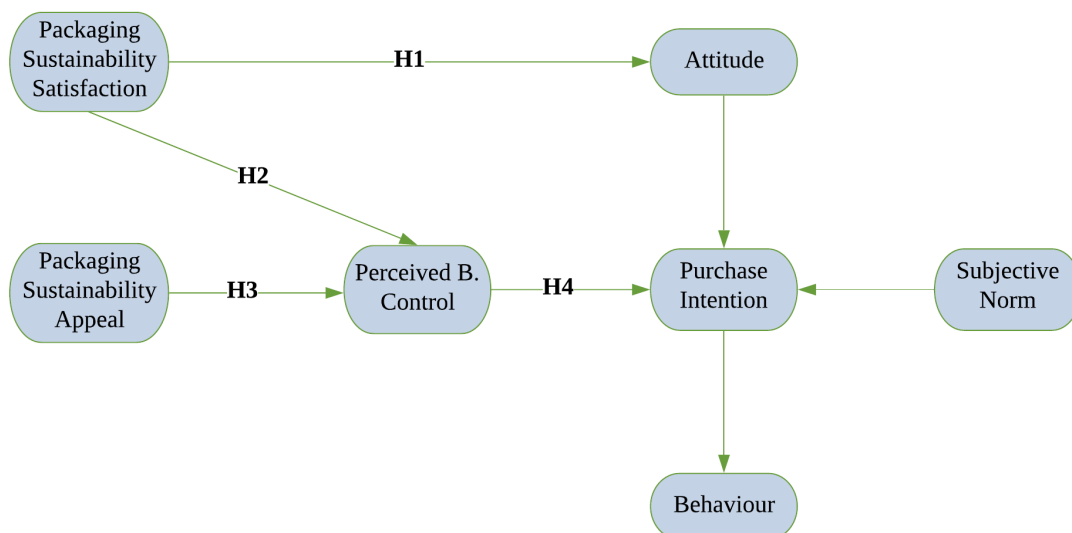 Packaging
Sustainability
Satisfaction
H1
Attitude
H2
Packaging
Sustainability
Appeal
H3
Perceived B.
Control
H4
Purchase
Intention
Subjective
Norm
Behaviour